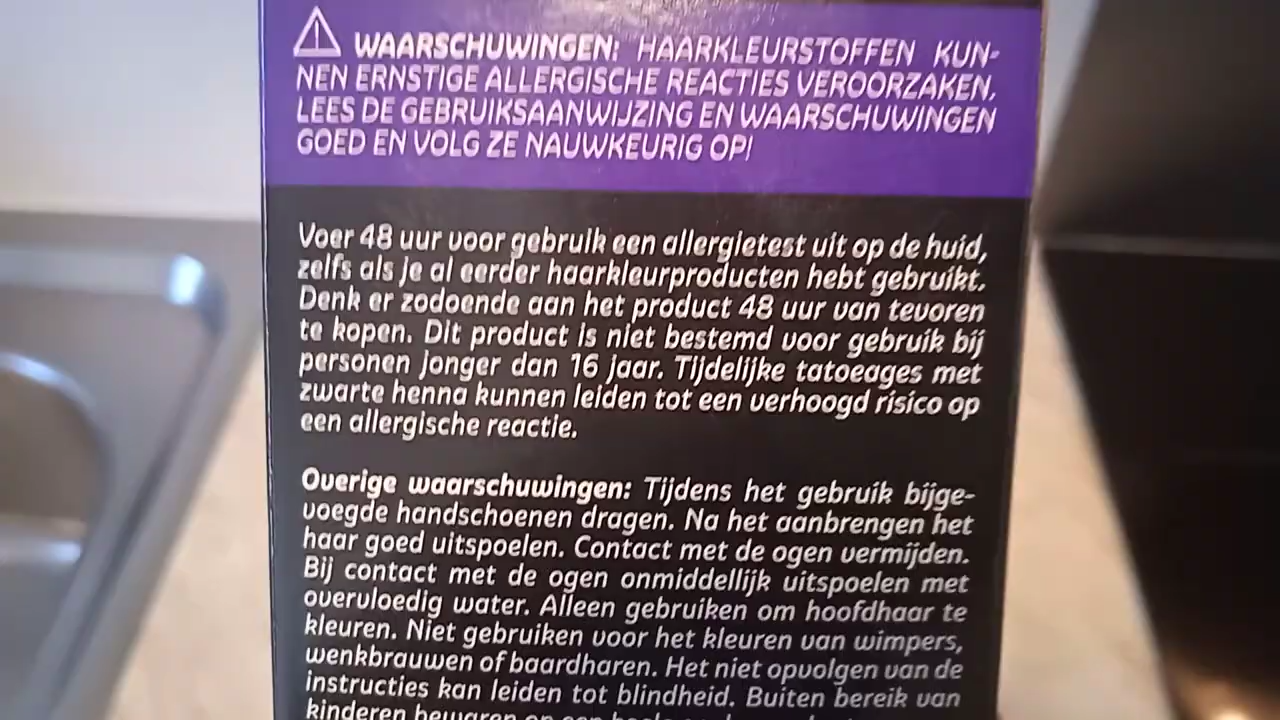 WAARSCHUWINGEN: HAARKLEURSTOFFEN KUN-
NEN ERNSTIGE ALLERGISCHE REACTIES VEROORZAKEN,
LEES DE GEBRUIKSAANWIJZING EN WAARSCHUWINGEN
GOED EN VOLG ZE NAUWKEURIG OP!
Voer 48 uur voor gebruik een allergietest uit op de huid,
zelfs als je al eerder haarkleurproducten hebt gebruikt.
Denk er zodoende aan het product 48 uur van tevoren
te kopen. Dit product is niet bestemd voor gebruik bij
personen jonger dan 16 jaar. Tijdelijke tatoeages met
zwarte henna kunnen leiden tot een verhoogd risico op
een allergische reactie.
Overige waarschuwingen: Tijdens het gebruik bijge-
voegde handschoenen dragen. Na het aanbrengen het
haar goed uitspoelen. Contact met de ogen vermijden.
Bij contact met de ogen onmiddellijk uitspoelen met
overvloedig water. Alleen gebruiken om hoofdhaar te
kleuren. Niet gebruiken voor het kleuren van wimpers,
wenkbrauwen of baardharen. Het niet opvolgen van de
instructies kan leiden tot blindheid. Buiten bereik van
kinderen bewaren op een